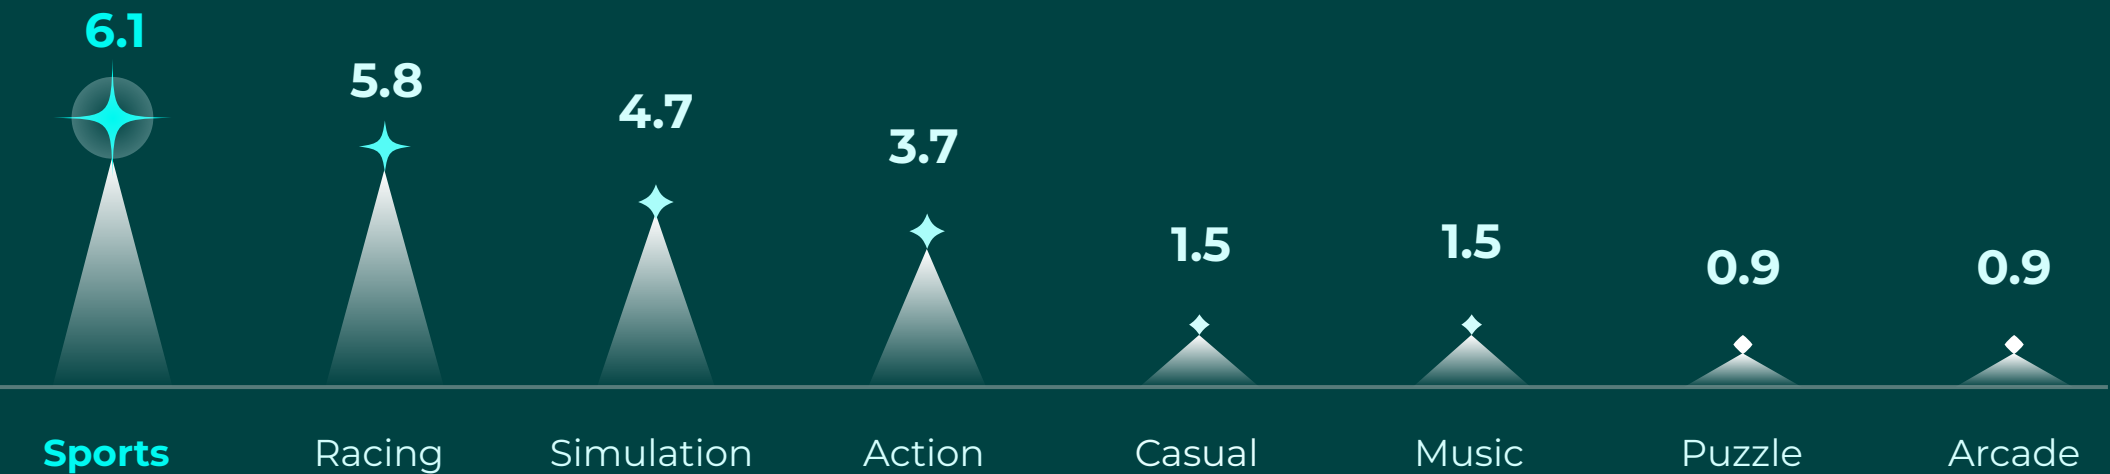 6.1
5.8
4.7
3.7
1.5
1.5
0.9
0.9
Sports
Racing
Simulation
Action
Casual
Music
Puzzle
Arcade